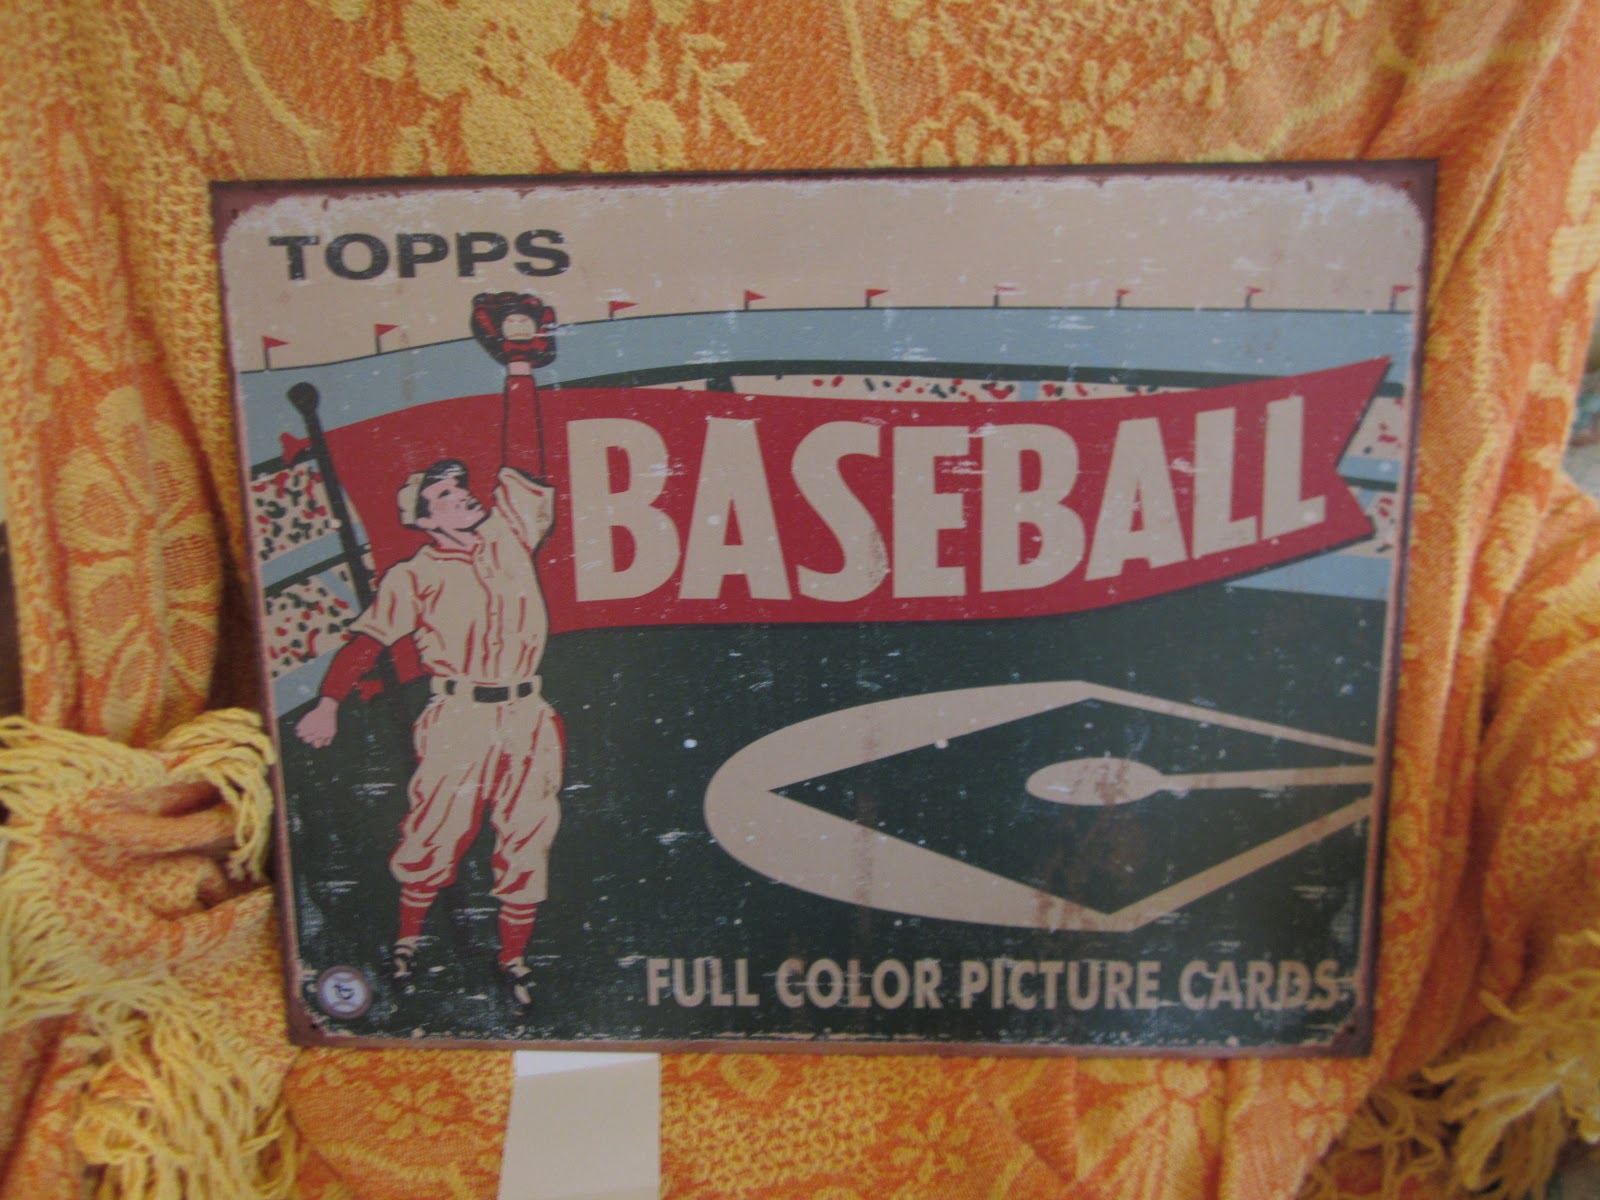 TOPPS
BASEBALL
FULL COLOR PICTURE CARDS